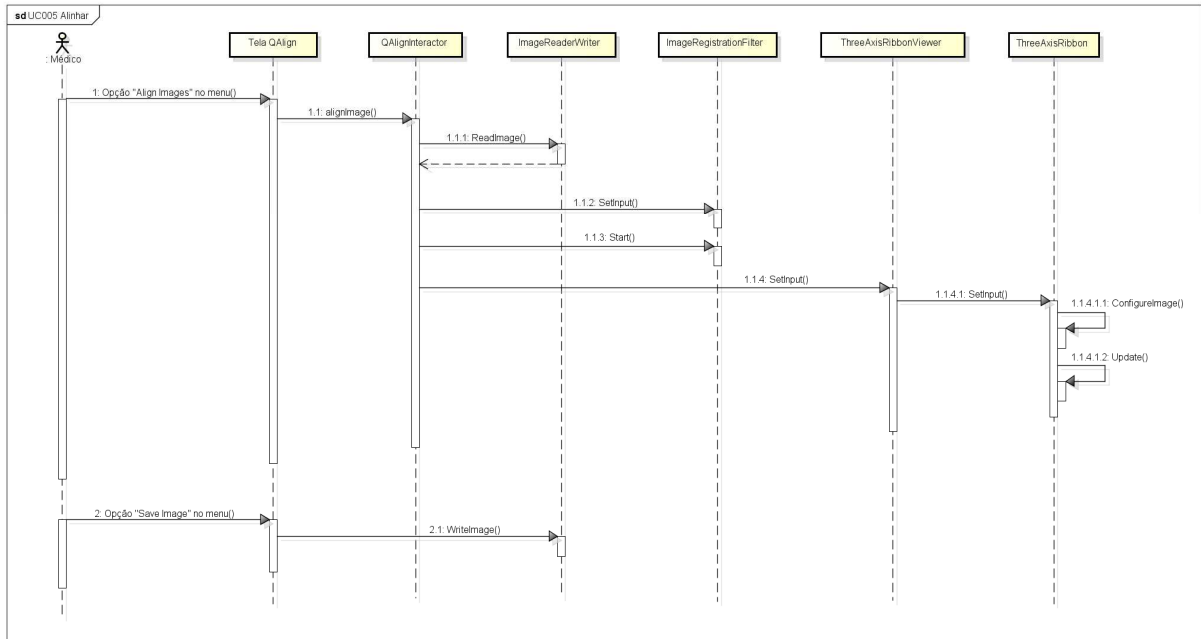 sd UC005 Alinhar
Tela QAlign
QAlignInteractor
ImageReaderWriter
ImageRegistrationFilter
ThreeAxisRibbonViewer
ThreeAxisRibbon
: Médico
1: Opção "Align Images" no menu()
1.1: alignImage()
1.1.1: ReadImage()
1.1.2: SetInput()
1.1.3: Start()
1.1.4: SetInput()
1.1.4.1: SetInput()
1.1.4.1.1: ConfigureImage()
1.1.4.1.2: Update()
2: Opção "Save Image" no menu()
2.1: WriteImage()